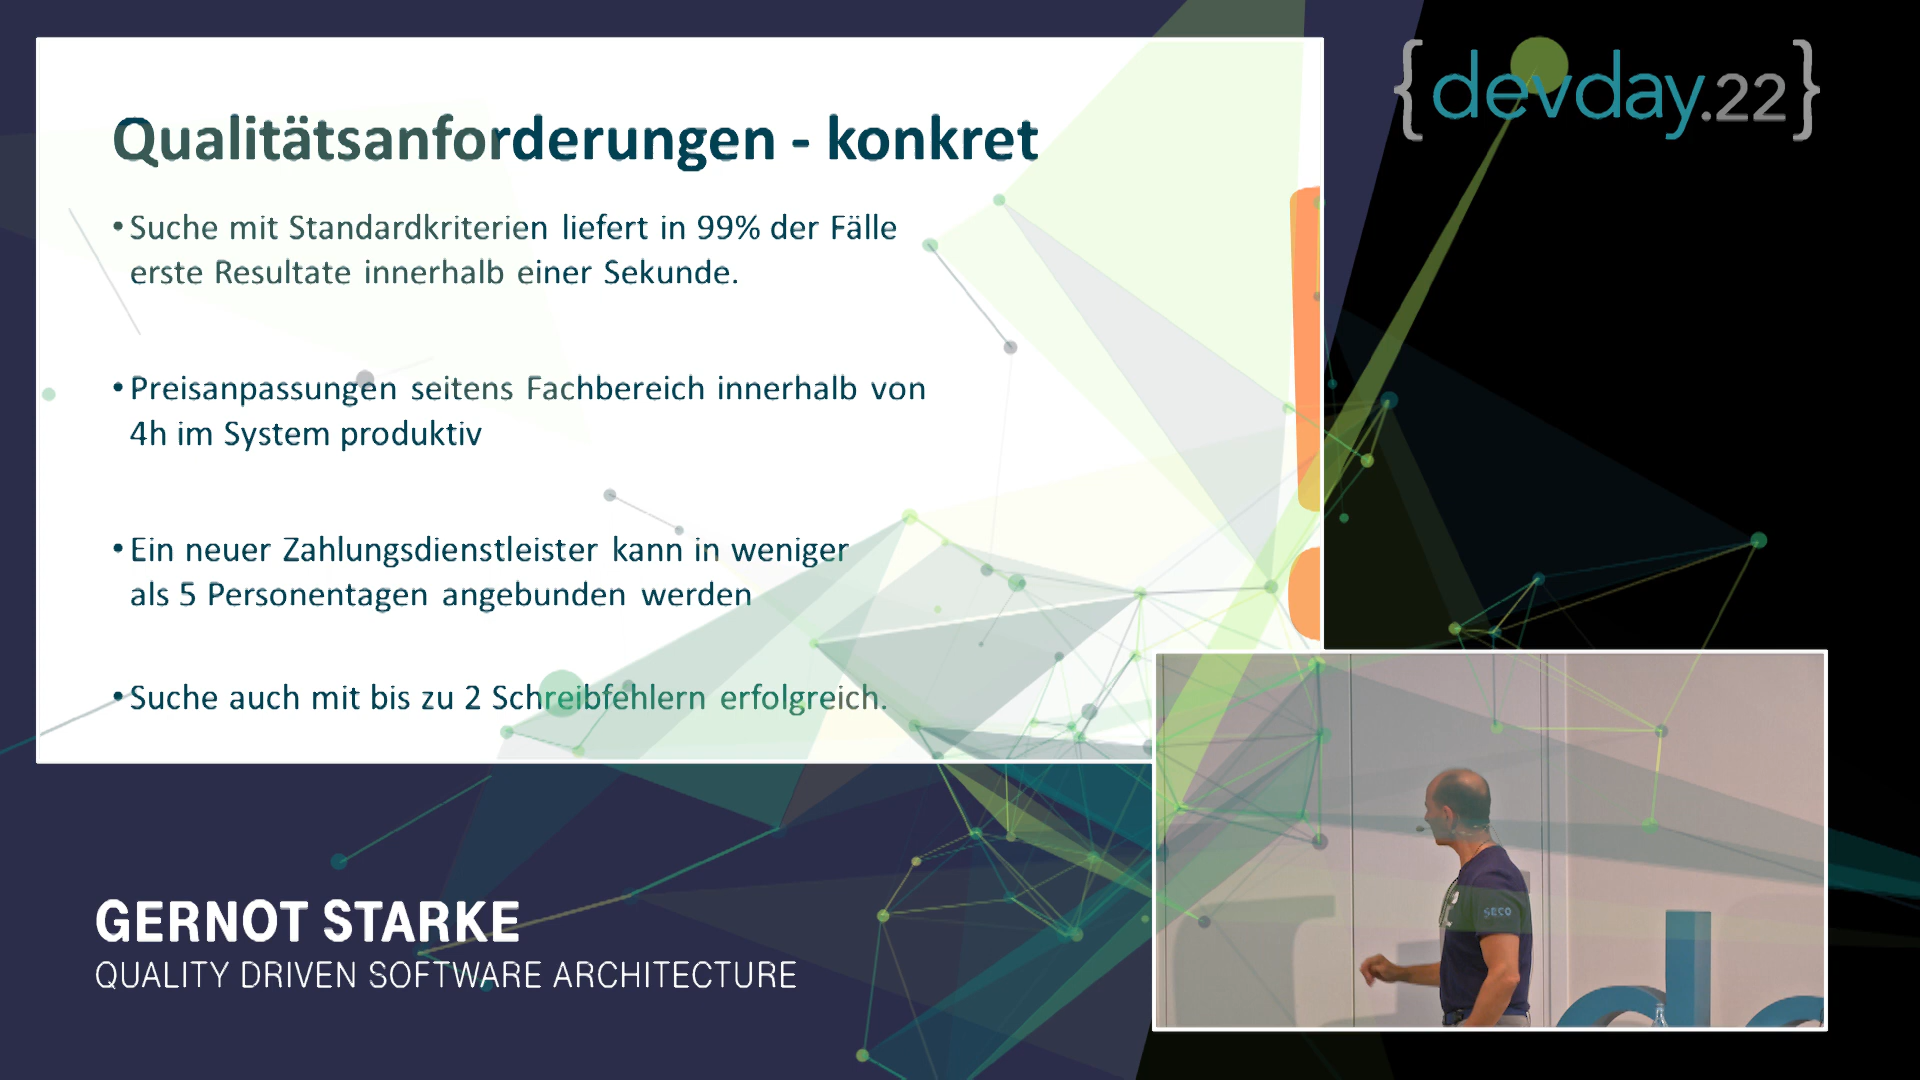 Qualitätsanforderungen - konkret
• Suche mit Standardkriterien liefert in 99% der Fälle
erste Resultate innerhalb einer Sekunde.
• Preisanpassungen seitens Fachbereich innerhalb von
4h im System produktiv
• Ein neuer Zahlungsdienstleister kann in weniger
als 5 Personentagen angebunden werden
• Suche auch mit bis zu 2 Schreibfehlern erfolgreich.
{devday.22}
GERNOT STARKE
QUALITY DRIVEN SOFTWARE ARCHITECTURE
seco